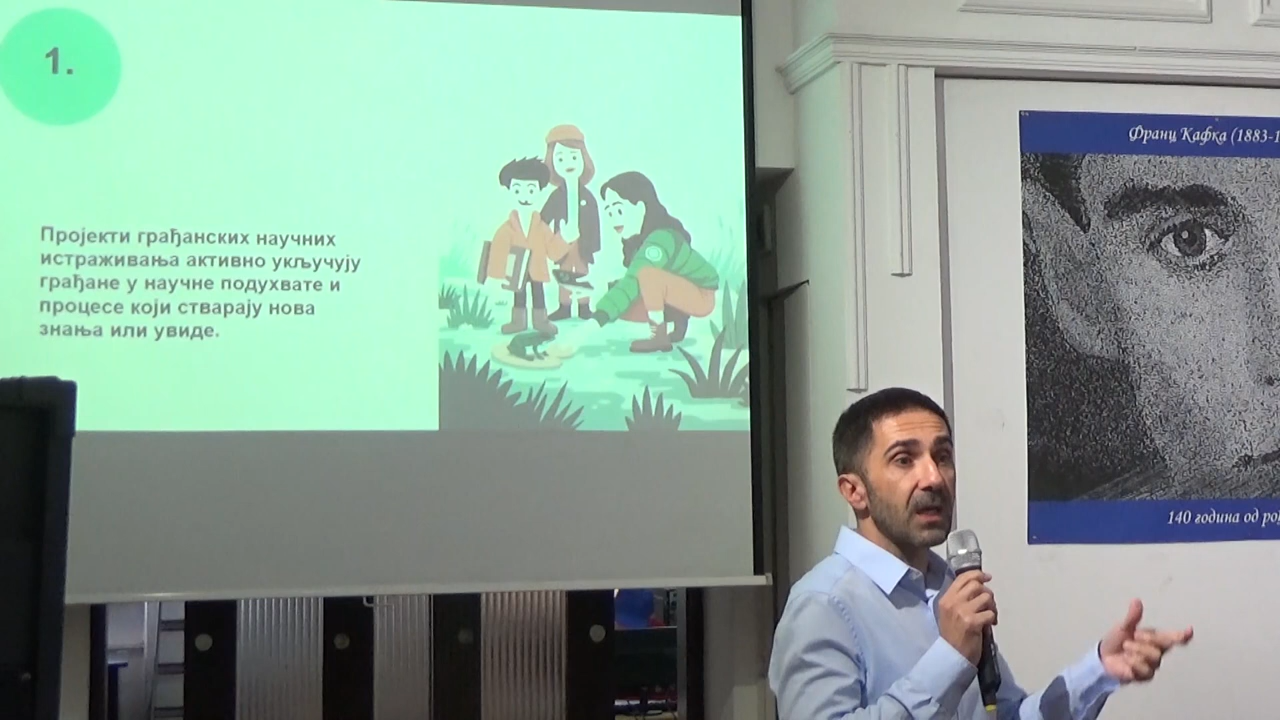 1.
Пројекти грађанских научних
истраживања активно укључују
грађане у научне подухвате и
процесе који стварају нова
знања или увиде.
Франц Кафка (1883-1
140 година од рођ